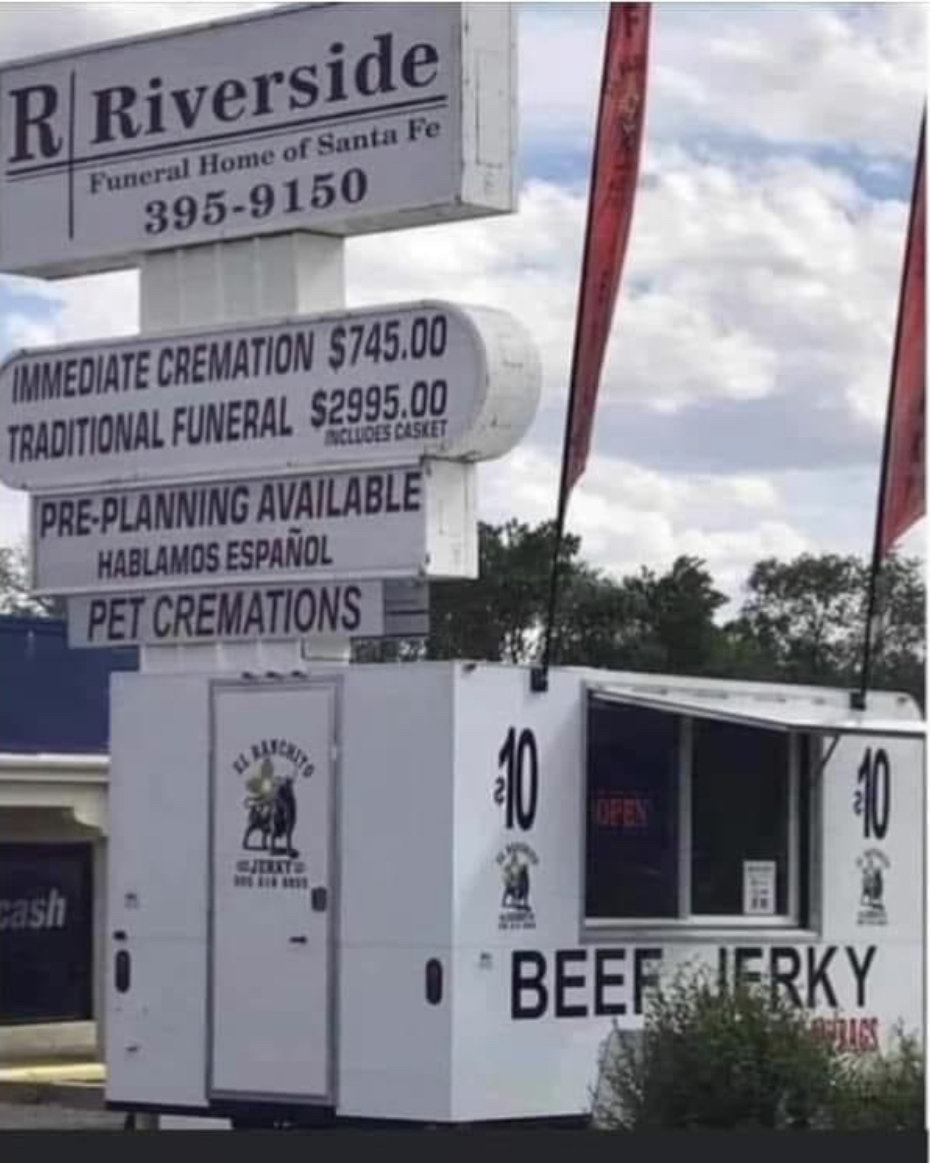 R Riverside
Funeral Home of Santa Fe
395-9150
IMMEDIATE CREMATION $745.00
TRADITIONAL FUNERAL $2995.00
INCLUDES CASKET
PRE-PLANNING AVAILABLE
HABLAMOS ESPAÑOL
PET CREMATIONS
EL RANCHITO
JERKY
$10
OPEN
$10
BEEF JERKY
BAGS
cash